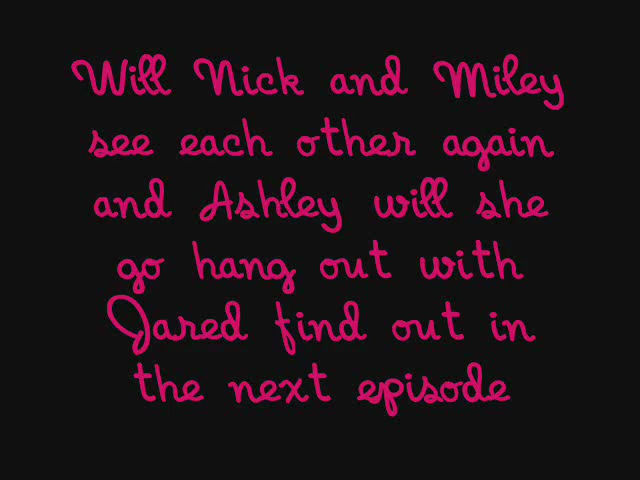 Will Nick and Miley
see each other again
and Ashley will she
go hang out with
Jared find out in
the next episode